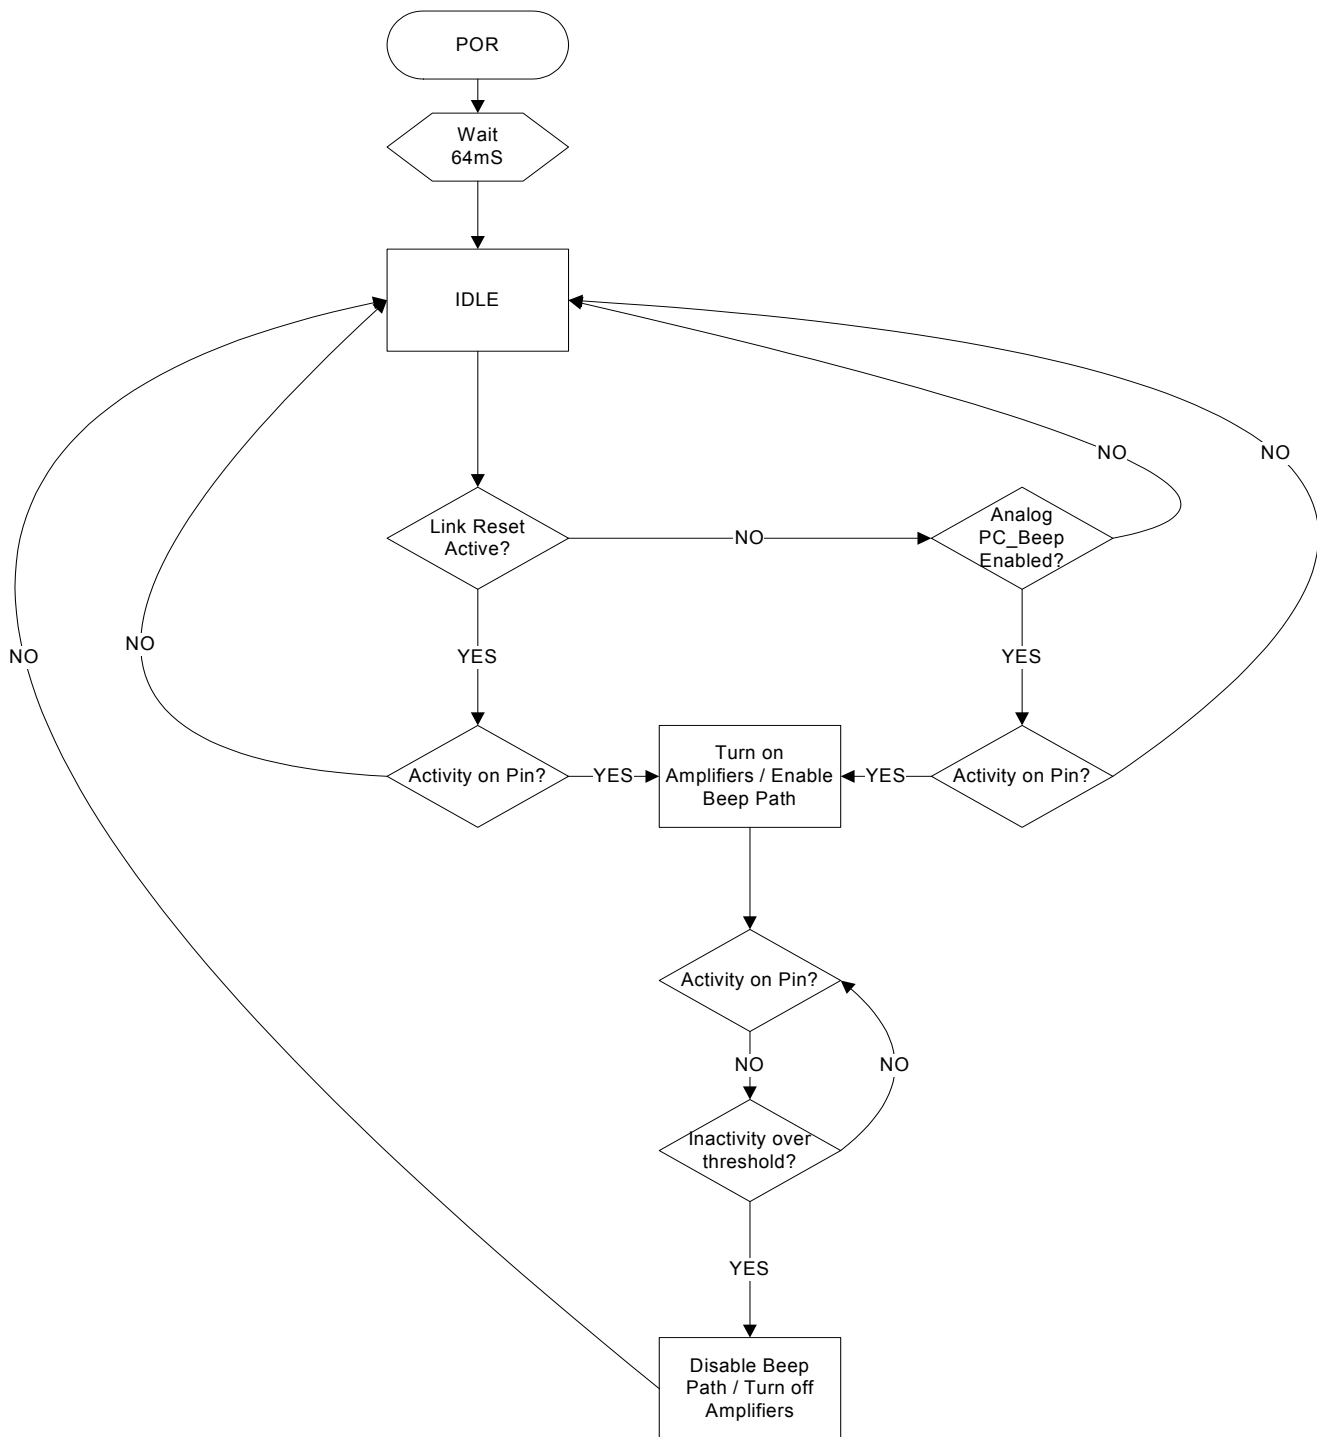 POR
Wait
64mS
IDLE
NO
NO
Link Reset
Active?
NO
Analog
PC_Beep
Enabled?
NO
YES
YES
NO
Activity on Pin?
YES
Turn on
Amplifiers / Enable
Beep Path
YES
Activity on Pin?
Activity on Pin?
NO
NO
Inactivity over
threshold?
YES
Disable Beep
Path / Turn off
Amplifiers